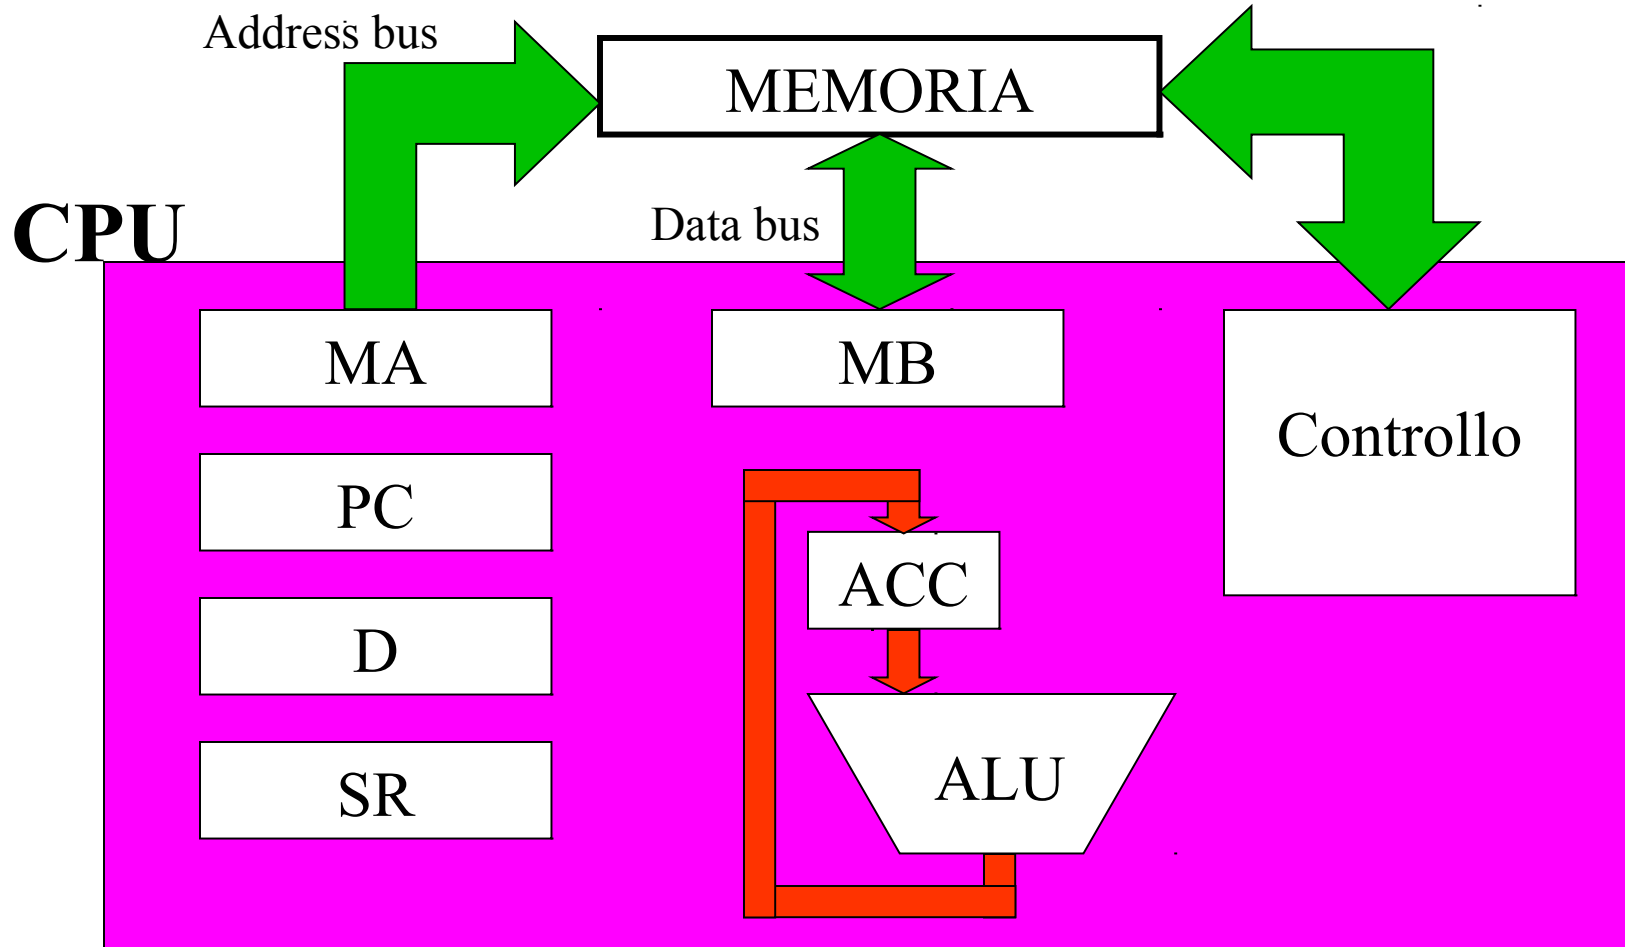 Address bus
MEMORIA
CPU
Data bus
MA
MB
Controllo
PC
ACC
D
ALU
SR